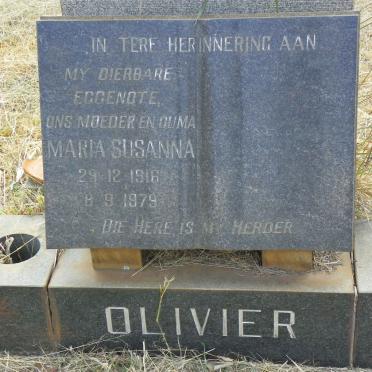 IN TERE HERINNERING AAN
MY DIERBARE
EGGENOTE,
ONS MOEDER EN OUMA
MARIA SUSANNA
29·12·1916
8·9·1979
DIE HERE IS MY HERDER
OLIVIER